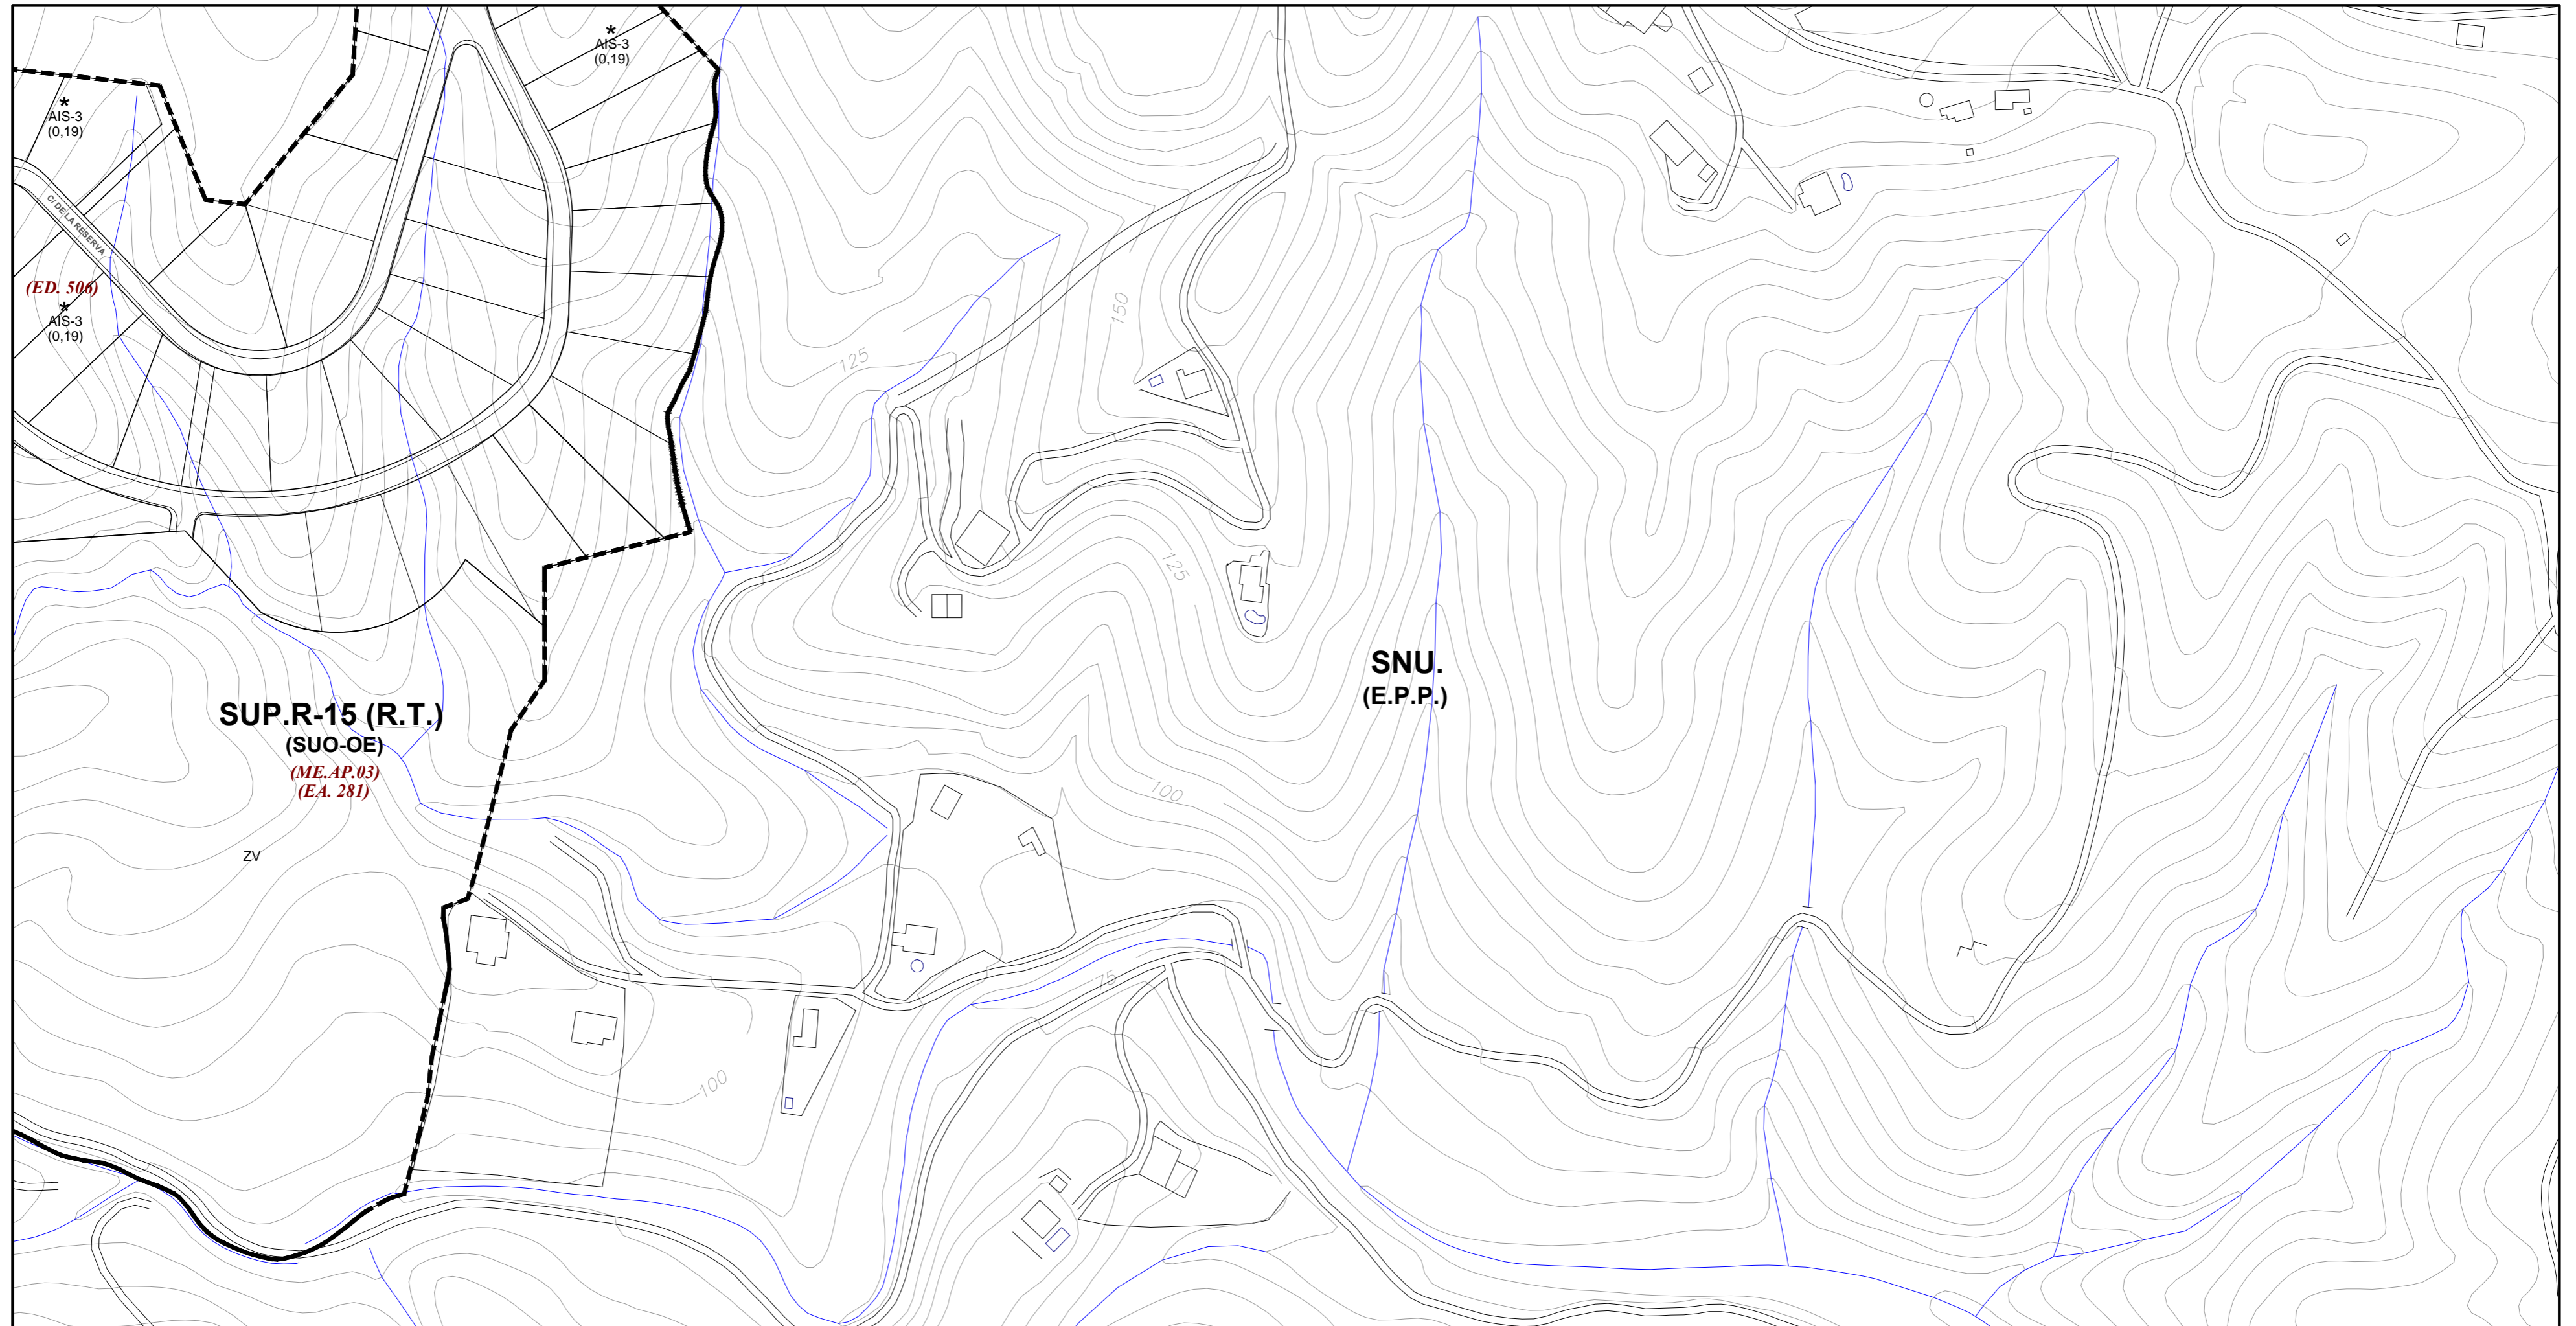 *
AIS-3
(0,19)
*
AIS-3
(0,19)
C/ DE LA RESERVA
(ED. 506)
*
AIS-3
(0,19)
150
125
125
SNU.
(E.P.P.)
SUP.R-15 (R.T.)
(SUO-OE)
(ME.AP.03)
(EA. 281)
100
ZV
75
100